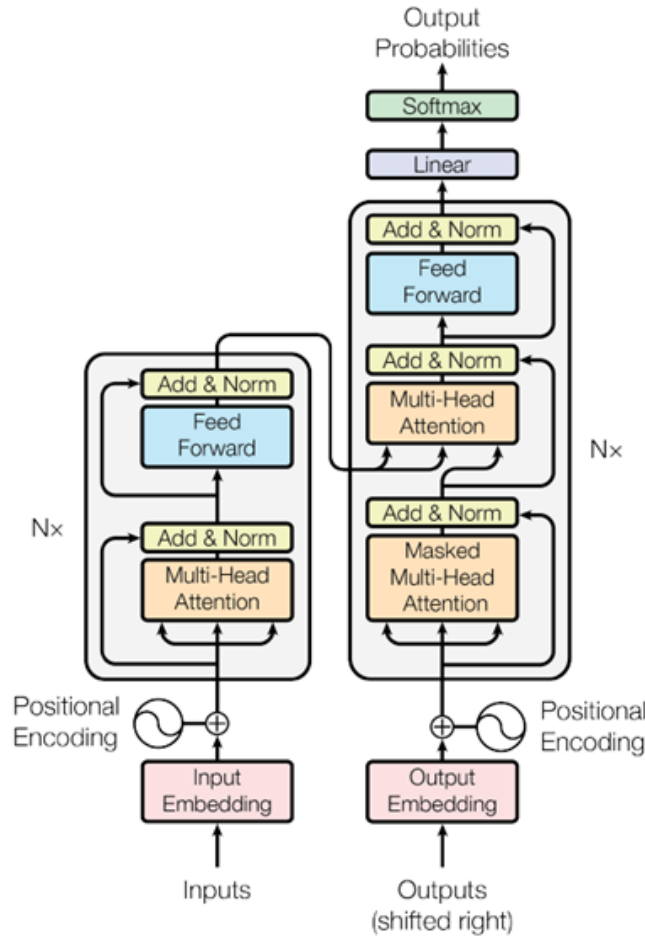 Output
Probabilities
Softmax
Linear
Add & Norm
Feed
Forward
Add & Norm
Multi-Head
Attention
Nx
Add & Norm
Masked
Multi-Head
Attention
Positional
Encoding
Output
Embedding
Outputs
(shifted right)
Add & Norm
Feed
Forward
Nx
Add & Norm
Multi-Head
Attention
Positional
Encoding
Input
Embedding
Inputs